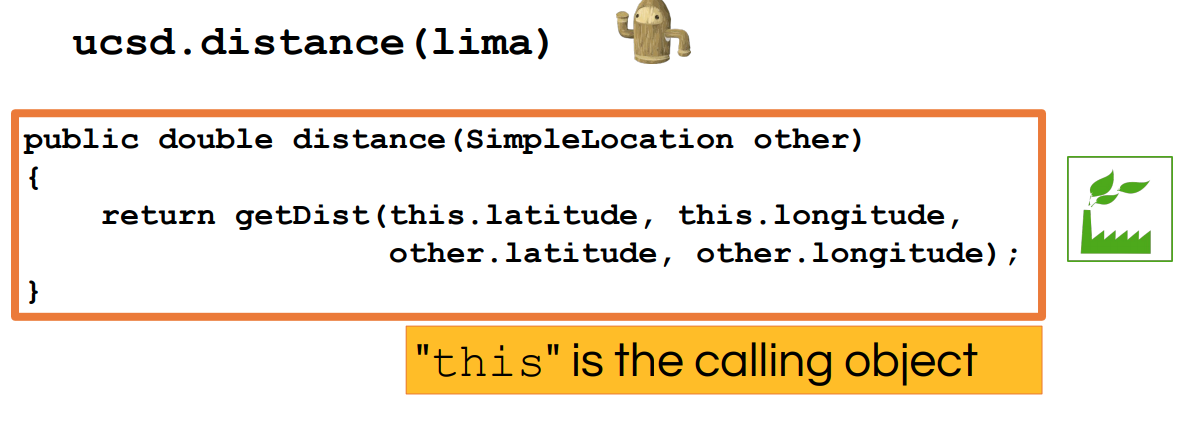 ucsd.distance(lima)
public double distance(SimpleLocation other)
{
return getDist(this.latitude, this.longitude,
other.latitude, other.longitude);
}
"this" is the calling object